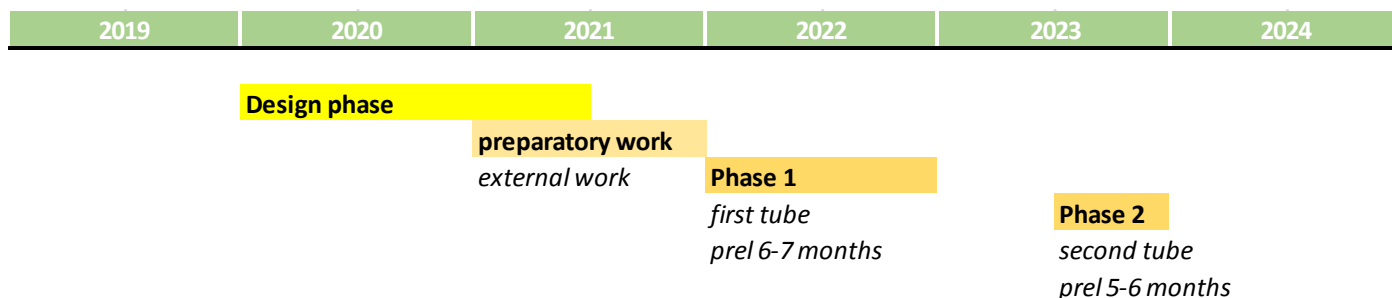 2019 2020 2021 2022 2023 2024
Design phase
preparatory work
external work
Phase 1
first tube
prel 6-7 months
Phase 2
second tube
prel 5-6 months